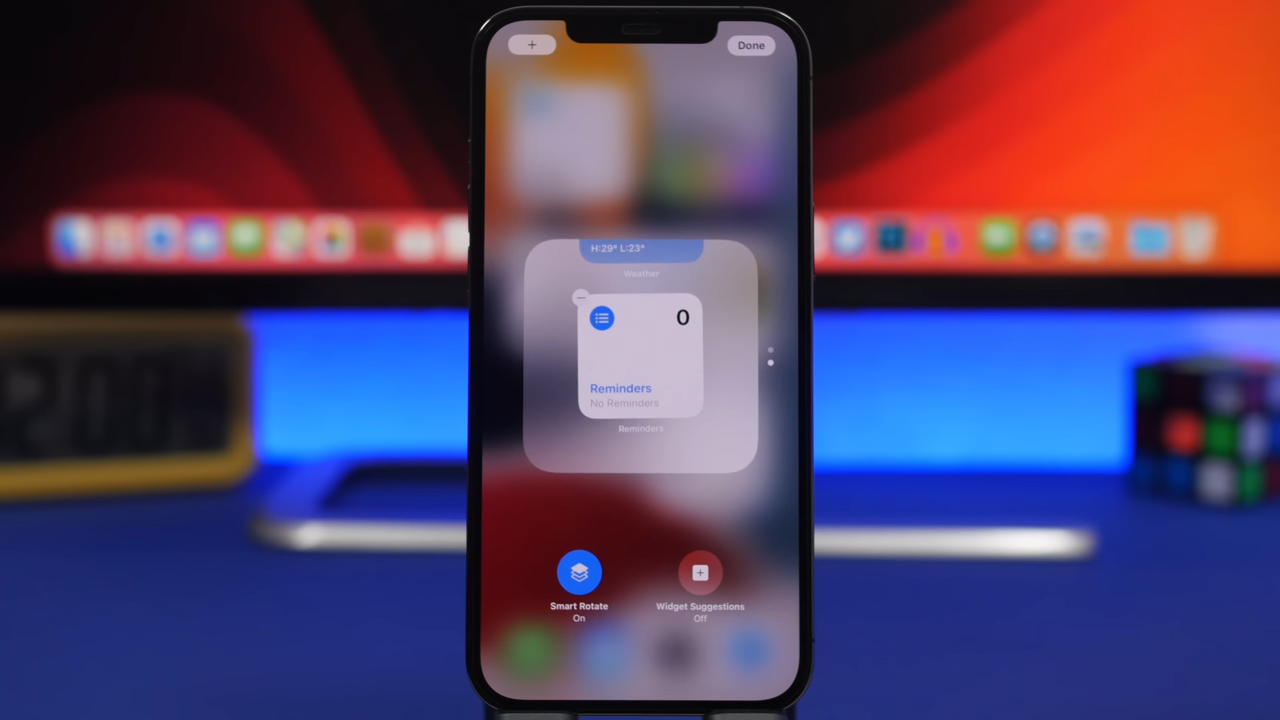 +
Done
H:29° L:23°
Weather
0
Reminders
No Reminders
Reminders
Smart Rotate
On
Widget Suggestions
Off